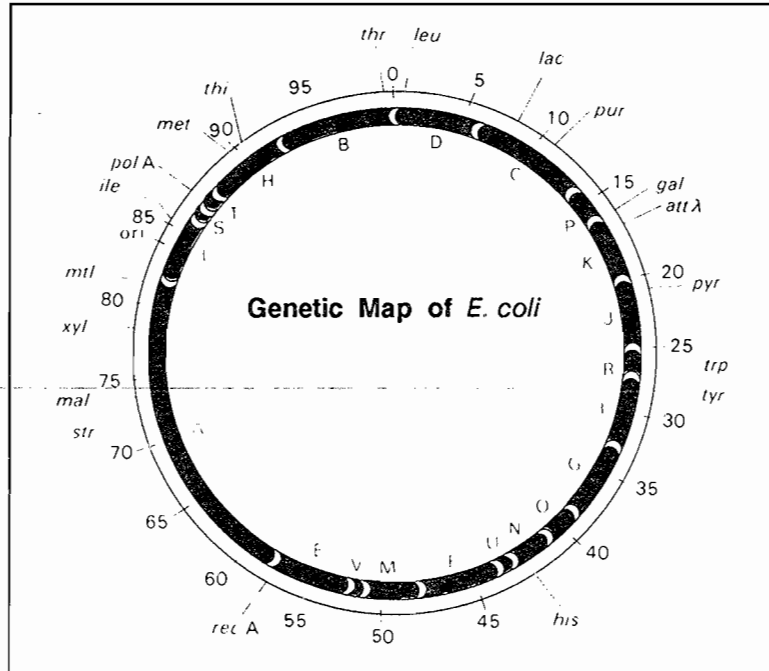 thr leu
0
5
lac
10
pur
15
gal
att λ
20
pyr
25
trp
tyr
30
35
40
his
45
50
55
rec A
60
65
70
str
mal
75
xyl
80
mtl
ori
85
ile
pol A
met
90
thi
95
B
D
C
P
K
J
R
G
O
N
U
M
V
A
S
H
Genetic Map of E. coli